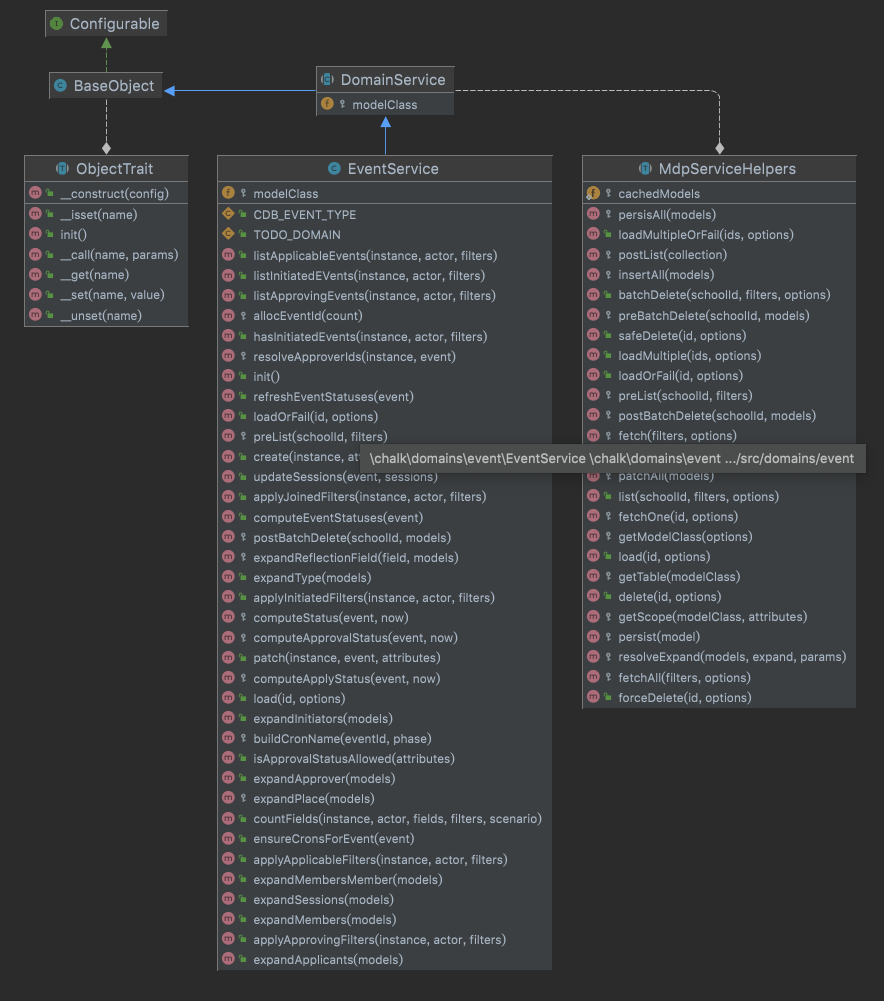 Configurable
BaseObject
DomainService
modelClass
ObjectTrait
__construct(config)
__isset(name)
init()
__call(name, params)
__get(name)
__set(name, value)
__unset(name)
EventService
modelClass
CDB_EVENT_TYPE
TODO_DOMAIN
listApplicableEvents(instance, actor, filters)
listInitiatedEVents(instance, actor, filters)
listApprovingEvents(instance, actor, filters)
allocEventId(count)
hasInitiatedEvents(instance, actor, filters)
resolveApproverIds(instance, event)
init()
refreshEventStatuses(event)
loadOrFail(id, options)
preList(schoolId, filters)
create(instance, at
updateSessions(event, sessions)
applyJoinedFilters(instance, actor, filters)
computeEventStatuses(event)
postBatchDelete(schoolId, models)
expandReflectionField(field, models)
expandType(models)
applyInitiatedFilters(instance, actor, filters)
computeStatus(event, now)
computeApprovalStatus(event, now)
patch(instance, event, attributes)
computeApplyStatus(event, now)
load(id, options)
expandInitiators(models)
buildCronName(eventId, phase)
isApprovalStatusAllowed(attributes)
expandApprover(models)
expandPlace(models)
countFields(instance, actor, fields, filters, scenario)
ensureCronsForEvent(event)
applyApplicableFilters(instance, actor, filters)
expandMembersMember(models)
expandSessions(models)
expandMembers(models)
applyApprovingFilters(instance, actor, filters)
expandApplicants(models)
\chalk\domains\event\EventService \chalk\domains\event .../src/domains/event
MdpServiceHelpers
cachedModels
persisAll(models)
loadMultipleOrFail(ids, options)
postList(collection)
insertAll(models)
batchDelete(schoolId, filters, options)
preBatchDelete(schoolId, models)
safeDelete(id, options)
loadMultiple(ids, options)
loadOrFail(id, options)
preList(schoolId, filters)
postBatchDelete(schoolId, models)
fetch(filters, options)
patchAll(models)
list(schoolId, filters, options)
fetchOne(id, options)
getModelClass(options)
load(id, options)
getTable(modelClass)
delete(id, options)
getScope(modelClass, attributes)
persist(model)
resolveExpand(models, expand, params)
fetchAll(filters, options)
forceDelete(id, options)